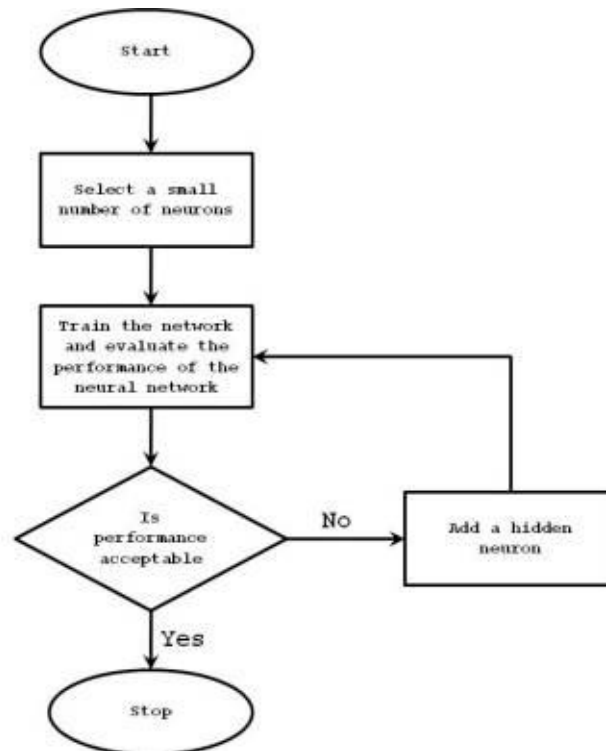 Start
Select a small
number of neurons
Train the network
and evaluate the
performance of the
neural network
Is
performance
acceptable
No
Add a hidden
neuron
Yes
Stop